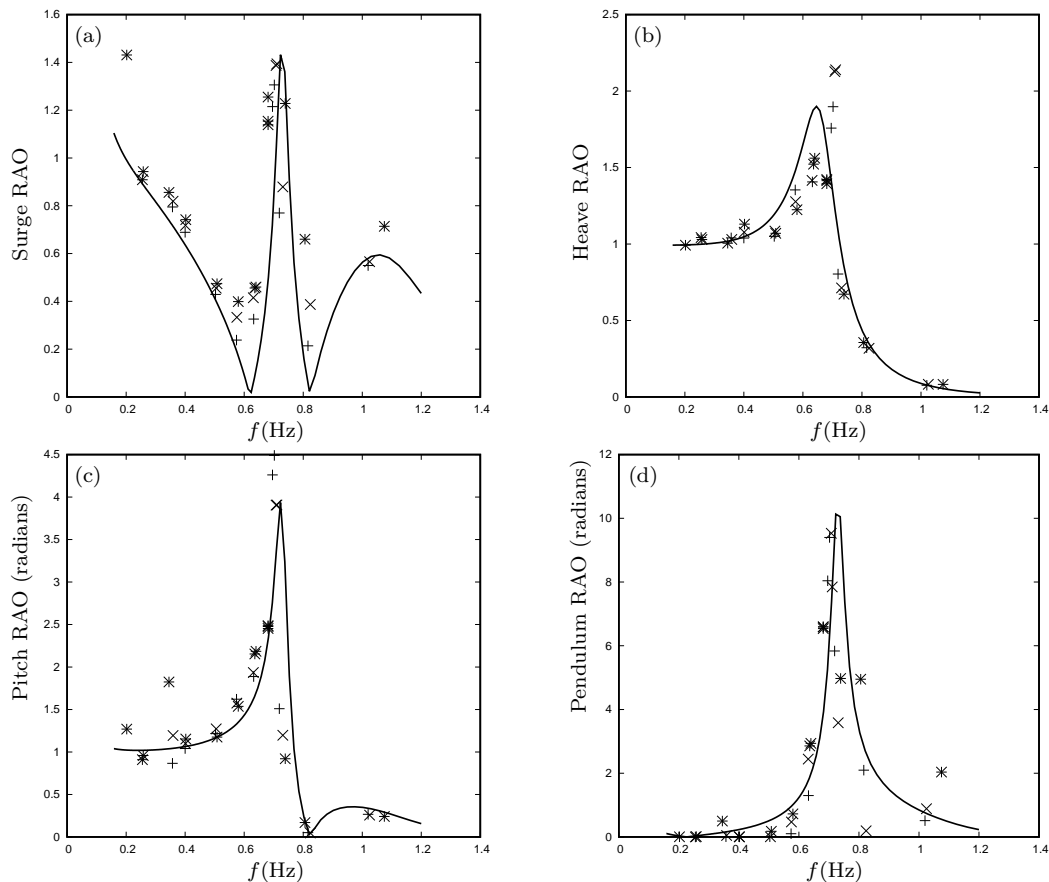 (a)
Surge RAO
1.6
1.4
1.2
1
0.8
0.6
0.4
0.2
0
0 0.2 0.4 0.6 0.8 1 1.2 1.4
f(Hz)
(b)
Heave RAO
2.5
2
1.5
1
0.5
0
0 0.2 0.4 0.6 0.8 1 1.2 1.4
f(Hz)
(c)
Pitch RAO (radians)
4.5
4
3.5
3
2.5
2
1.5
1
0.5
0
0 0.2 0.4 0.6 0.8 1 1.2 1.4
f(Hz)
(d)
Pendulum RAO (radians)
12
10
8
6
4
2
0
0 0.2 0.4 0.6 0.8 1 1.2 1.4
f(Hz)